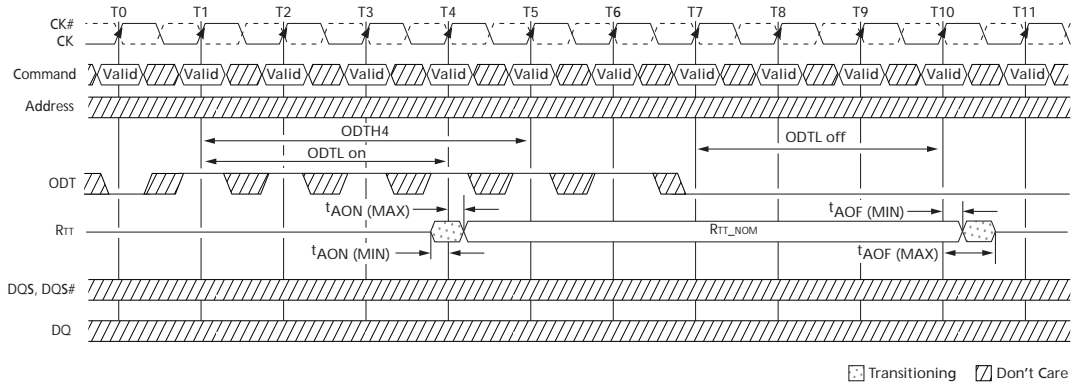 T0 T1 T2 T3 T4 T5 T6 T7 T8 T9 T10 T11
CK#
CK
Command Valid Valid Valid Valid Valid Valid Valid Valid Valid Valid Valid Valid
Address
ODTH4
ODTL on
ODTL off
ODT
tAON (MAX)
tAOF (MIN)
RTT
RTT_NOM
tAON (MIN)
tAOF (MAX)
DQS, DQS#
DQ
Transitioning Don't Care